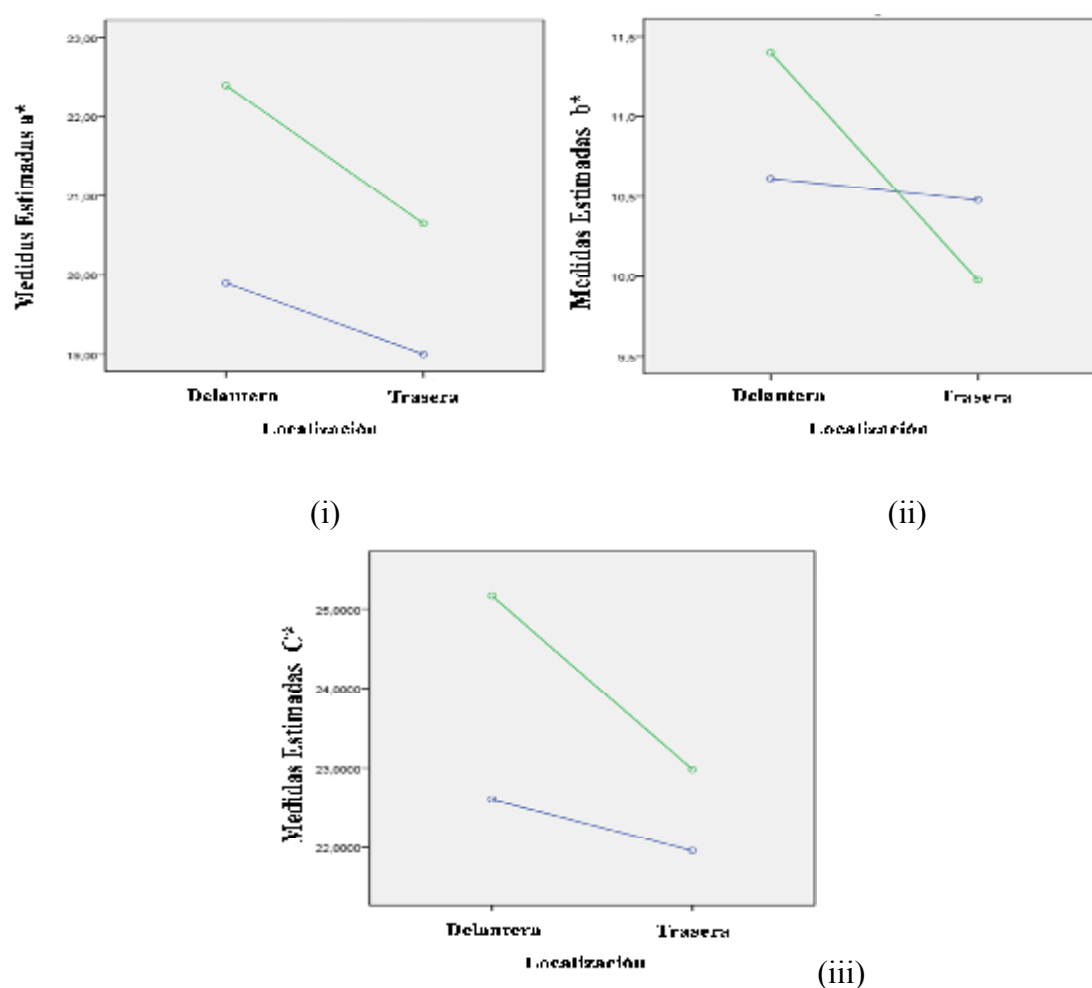 23,00
22,00
21,00
20,00
19,00
Medidas Estimadas a*
Delantera Trasera
Localización
11,5
11,0
10,5
10,0
9,5
Medidas Estimadas b*
Delantera Trasera
Localización
(i)
(ii)
25,0000
24,0000
23,0000
22,0000
Medidas Estimadas C*
Delantera Trasera
Localización
(iii)